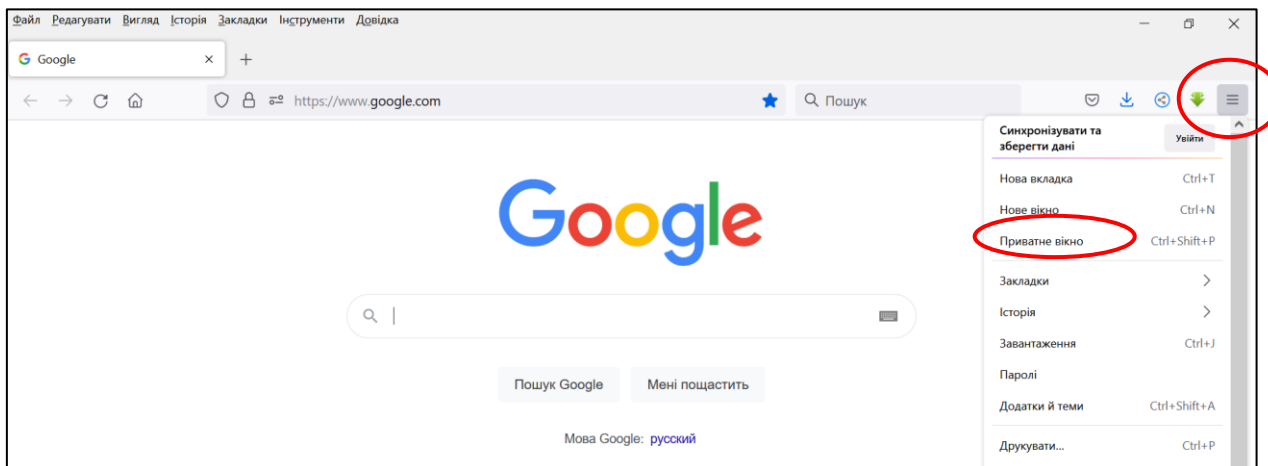 Файл Редагувати Вигляд Історія Закладки Інструменти Довідка
Google
https://www.google.com
Пошук
Синхронізувати та
зберегти дані
Увійти
Нова вкладка Ctrl+T
Нове вікно Ctrl+N
Приватне вікно Ctrl+Shift+P
Закладки
Історія
Завантаження Ctrl+J
Паролі
Додатки й теми Ctrl+Shift+A
Друкувати... Ctrl+P
Google
Пошук Google Мені пощастить
Мова Google: русский